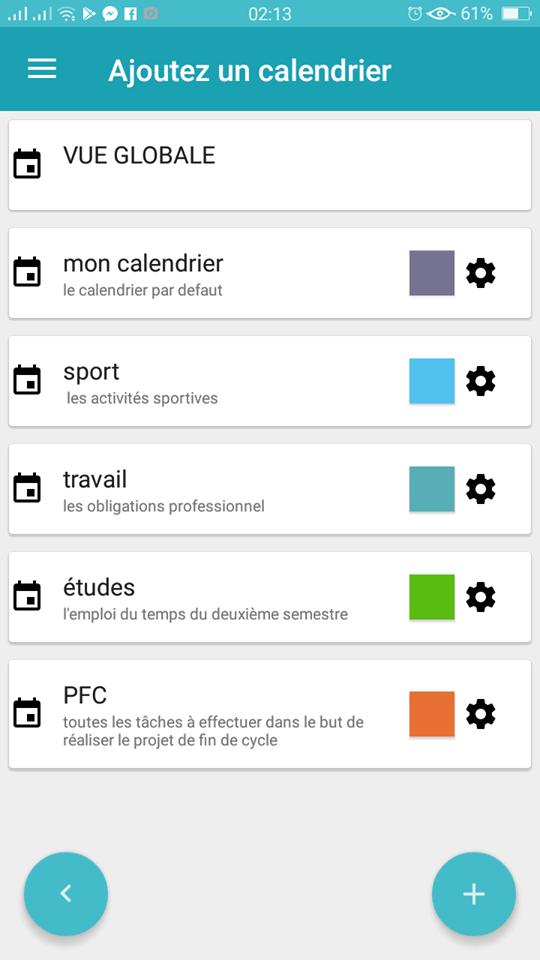 02:13
61%
Ajoutez un calendrier
VUE GLOBALE
mon calendrier
le calendrier par defaut
sport
les activités sportives
travail
les obligations professionnel
études
l'emploi du temps du deuxième semestre
PFC
toutes les tâches à effectuer dans le but de
réaliser le projet de fin de cycle